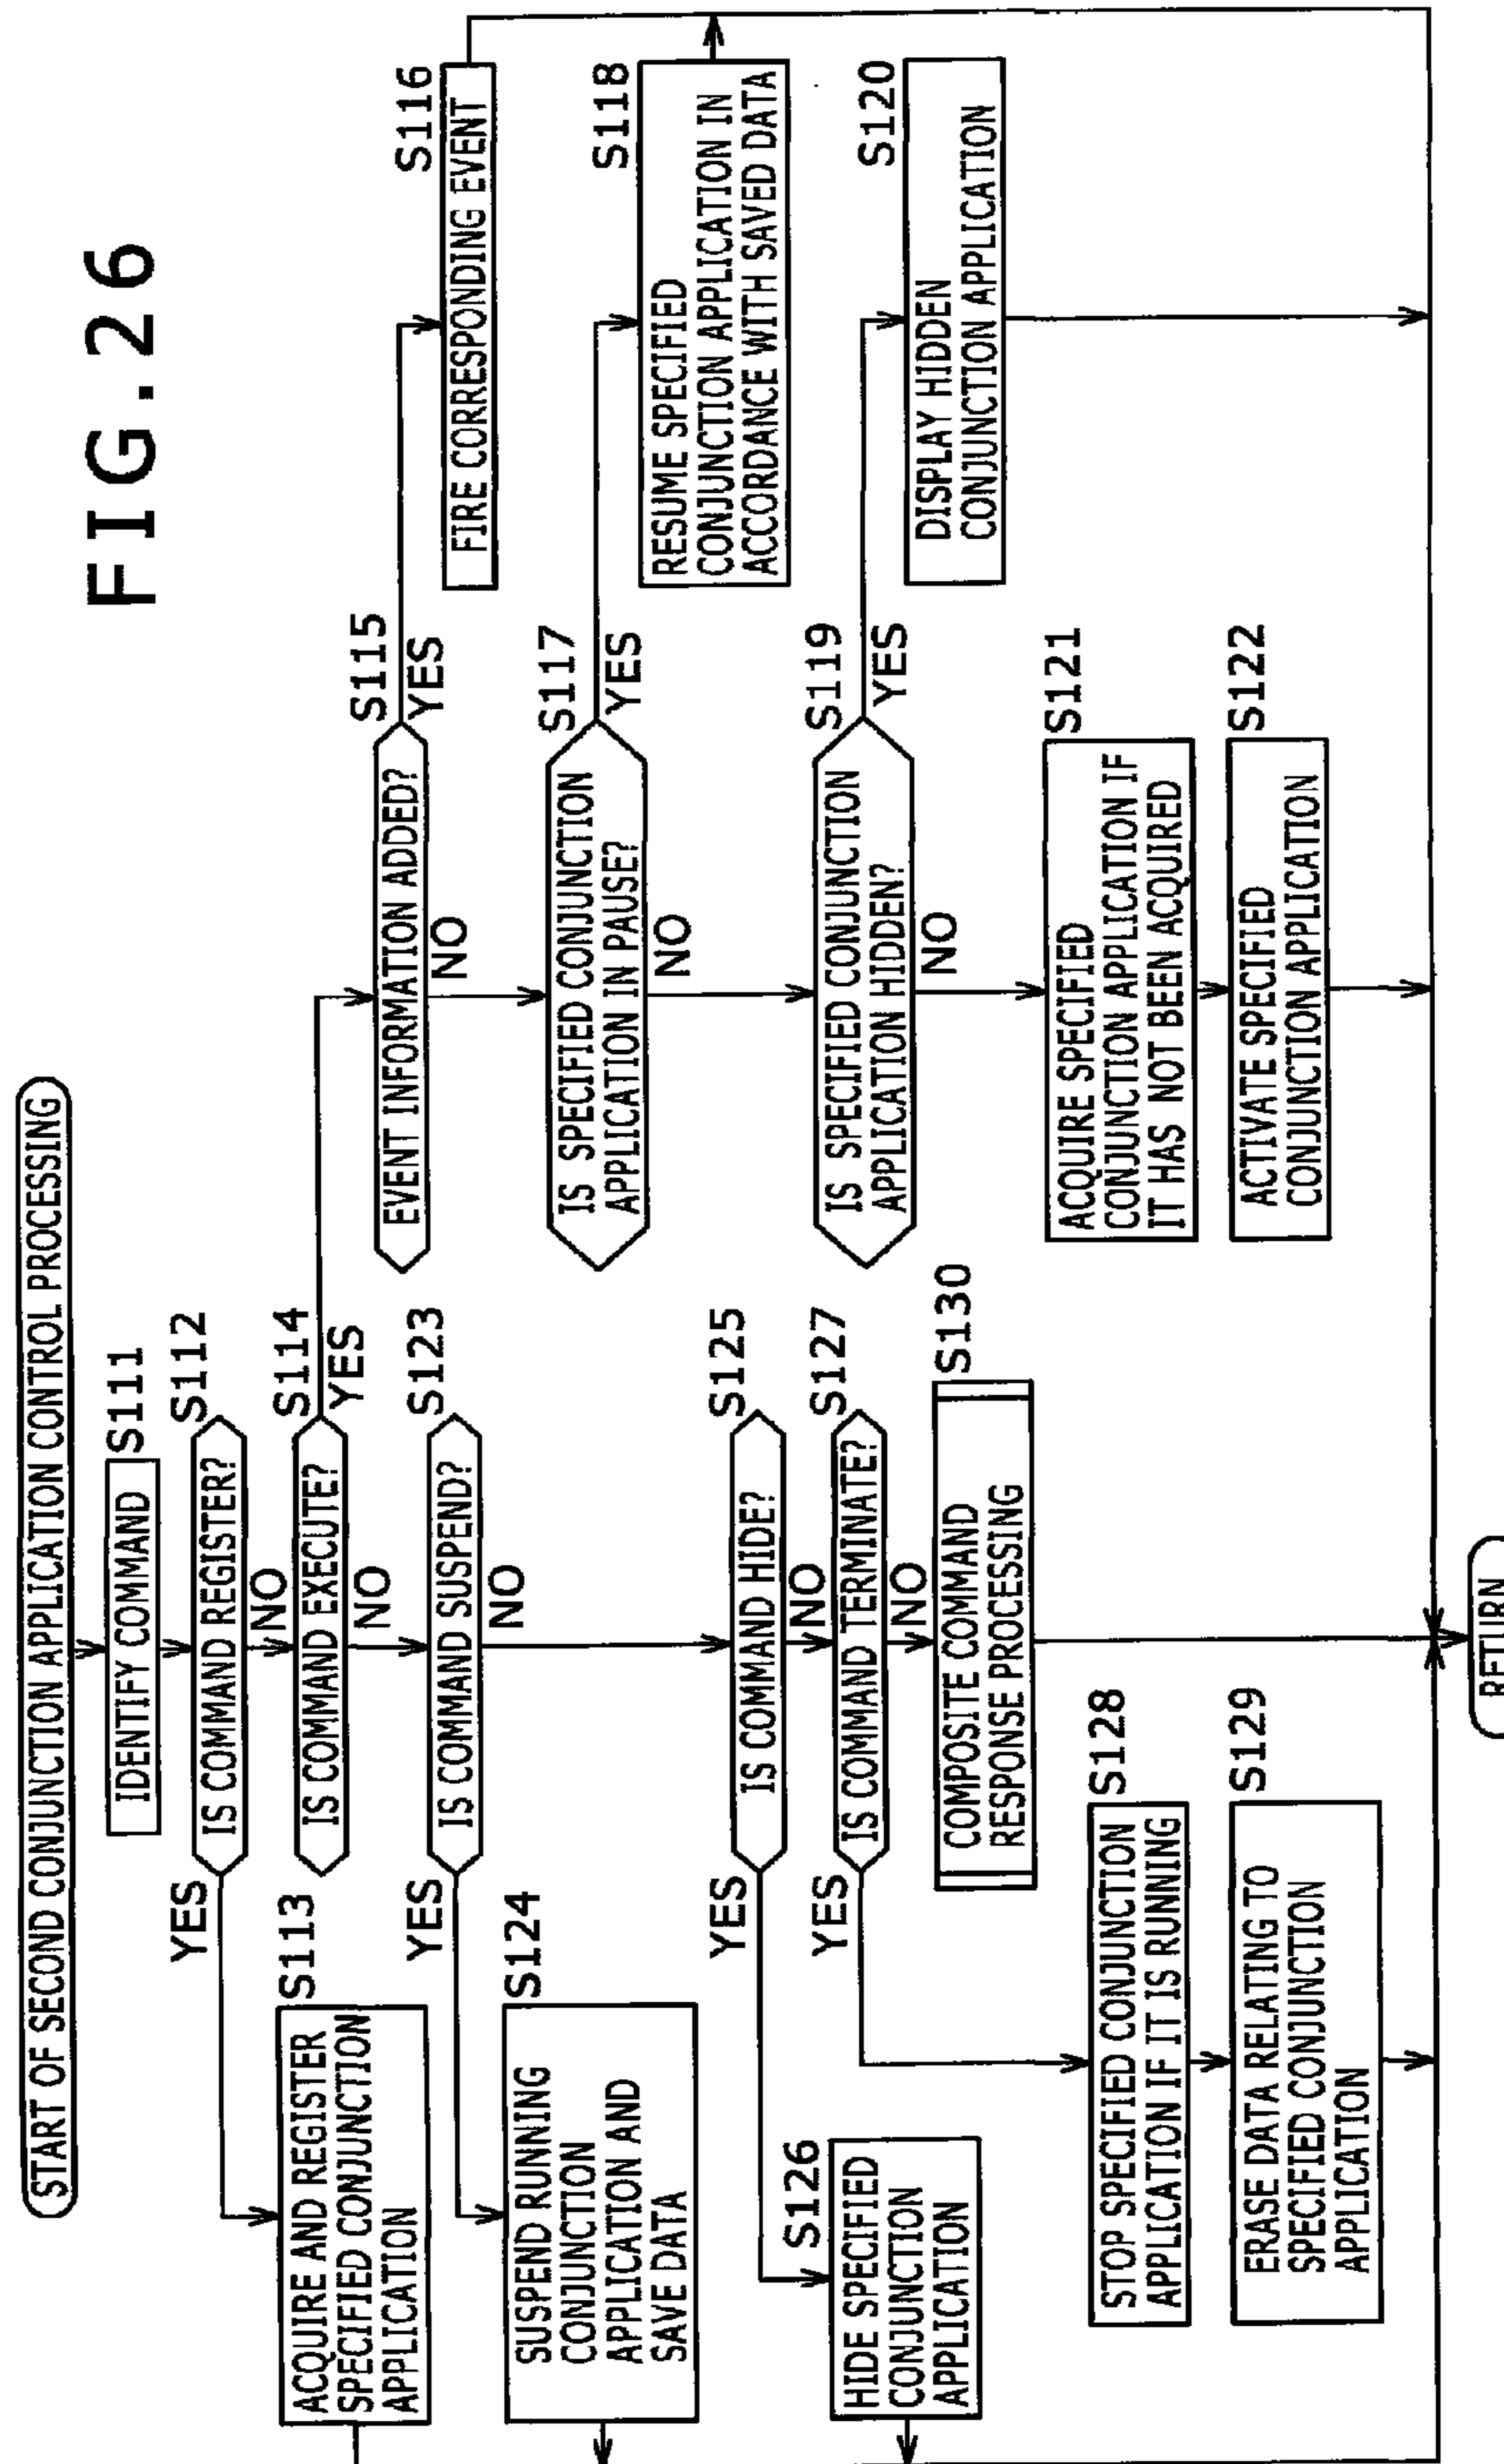 FIG.26
START OF SECOND CONJUNCTION APPLICATION CONTROL PROCESSING
S111
IDENTIFY COMMAND
S112
IS COMMAND REGISTER?
YES
NO
S113
ACQUIRE AND REGISTER
SPECIFIED CONJUNCTION
APPLICATION
S114
IS COMMAND EXECUTE?
YES
NO
S115
EVENT INFORMATION ADDED?
YES
NO
S116
FIRE CORRESPONDING EVENT
S117
IS SPECIFIED CONJUNCTION
APPLICATION IN PAUSE?
YES
NO
S118
RESUME SPECIFIED
CONJUNCTION APPLICATION IN
ACCORDANCE WITH SAVED DATA
S119
IS SPECIFIED CONJUNCTION
APPLICATION HIDDEN?
YES
NO
S120
DISPLAY HIDDEN
CONJUNCTION APPLICATION
S121
ACQUIRE SPECIFIED
CONJUNCTION APPLICATION IF
IT HAS NOT BEEN ACQUIRED
S122
ACTIVATE SPECIFIED
CONJUNCTION APPLICATION
S123
IS COMMAND SUSPEND?
YES
NO
S124
SUSPEND RUNNING
CONJUNCTION
APPLICATION AND
SAVE DATA
S125
IS COMMAND HIDE?
YES
NO
S126
HIDE SPECIFIED
CONJUNCTION
APPLICATION
S127
IS COMMAND TERMINATE?
YES
NO
S128
STOP SPECIFIED CONJUNCTION
APPLICATION IF IT IS RUNNING
S129
ERASE DATA RELATING TO
SPECIFIED CONJUNCTION
APPLICATION
S130
COMPOSITE COMMAND
RESPONSE PROCESSING
RETURN